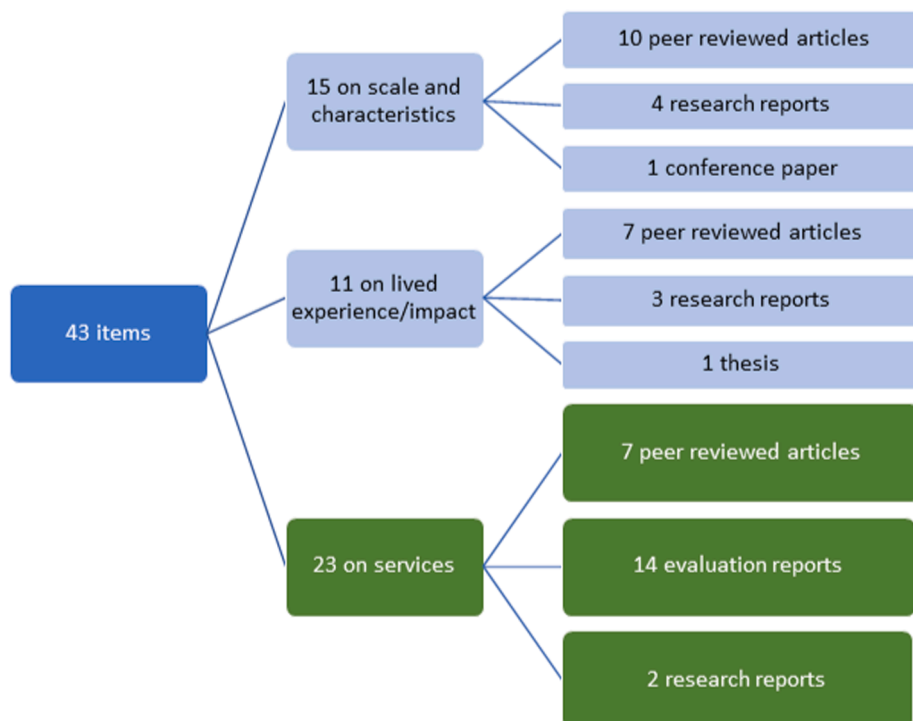 43 items
15 on scale and
characteristics
10 peer reviewed articles
4 research reports
1 conference paper
11 on lived
experience/impact
7 peer reviewed articles
3 research reports
1 thesis
23 on services
7 peer reviewed articles
14 evaluation reports
2 research reports